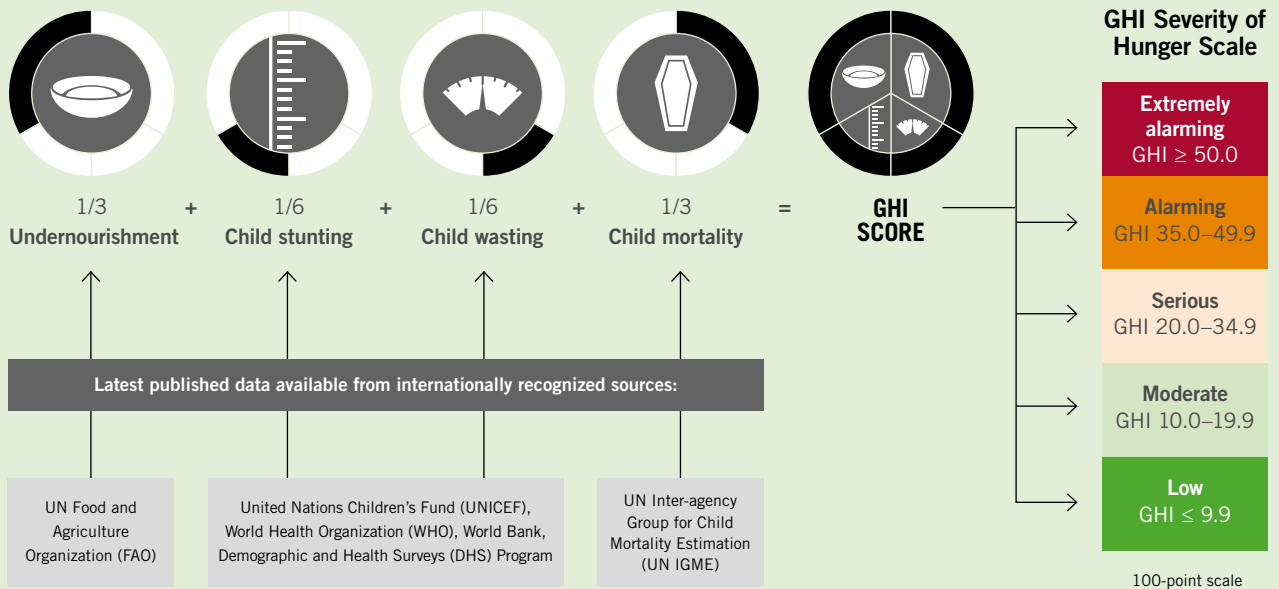 GHI Severity of
Hunger Scale
1/3
Undernourishment
+
1/6
Child stunting
+
1/6
Child wasting
+
1/3
Child mortality
=
GHI
SCORE
Extremely
alarming
GHI ≥ 50.0
Alarming
GHI 35.0–49.9
Serious
GHI 20.0–34.9
Moderate
GHI 10.0–19.9
Low
GHI ≤ 9.9
100-point scale
Latest published data available from internationally recognized sources:
UN Food and
Agriculture
Organization (FAO)
United Nations Children’s Fund (UNICEF),
World Health Organization (WHO), World Bank,
Demographic and Health Surveys (DHS) Program
UN Inter-agency
Group for Child
Mortality Estimation
(UN IGME)